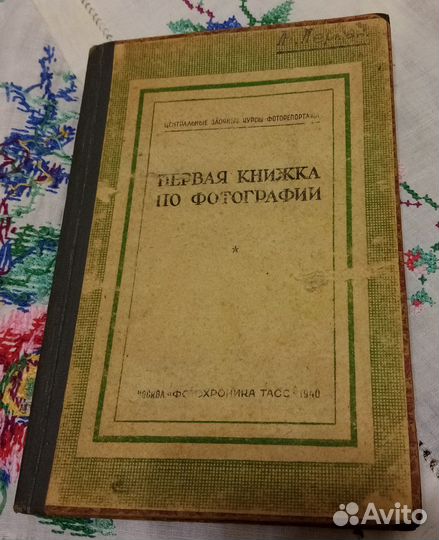 ЦЕНТРАЛЬНЫЕ ЗАОЧНЫЕ КУРСЫ ФОТОРЕПОРТАЖА
ПЕРВАЯ КНИЖКА
ПО ФОТОГРАФИИ
*
МОСКВА «ФОТОХРОНИКА ТАСС» 1940
Avito